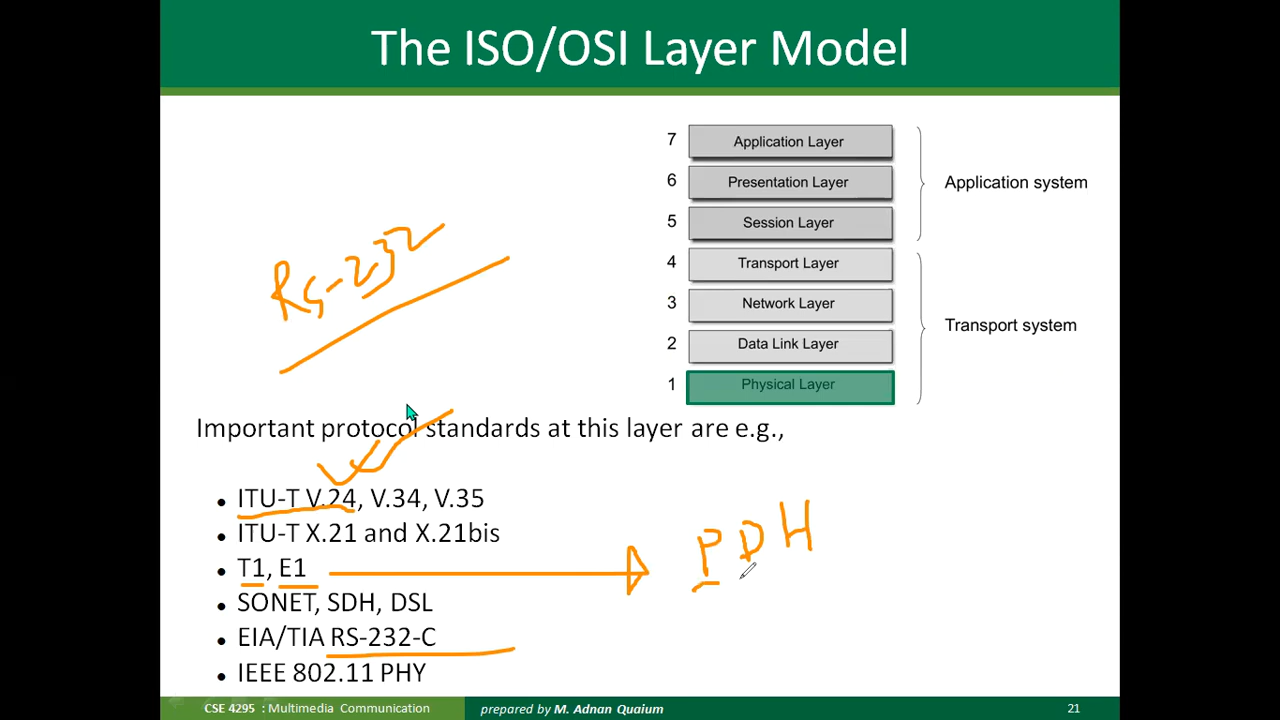 The ISO/OSI Layer Model
7 Application Layer
6 Presentation Layer
5 Session Layer
Application system
4 Transport Layer
3 Network Layer
2 Data Link Layer
1 Physical Layer
Transport system
RS-232
Important protocol standards at this layer are e.g.,
• ITU-T V.24, V.34, V.35
• ITU-T X.21 and X.21bis
• T1, E1
PDH
• SONET, SDH, DSL
• EIA/TIA RS-232-C
• IEEE 802.11 PHY
CSE 4295 : Multimedia Communication
prepared by M. Adnan Quaium
21